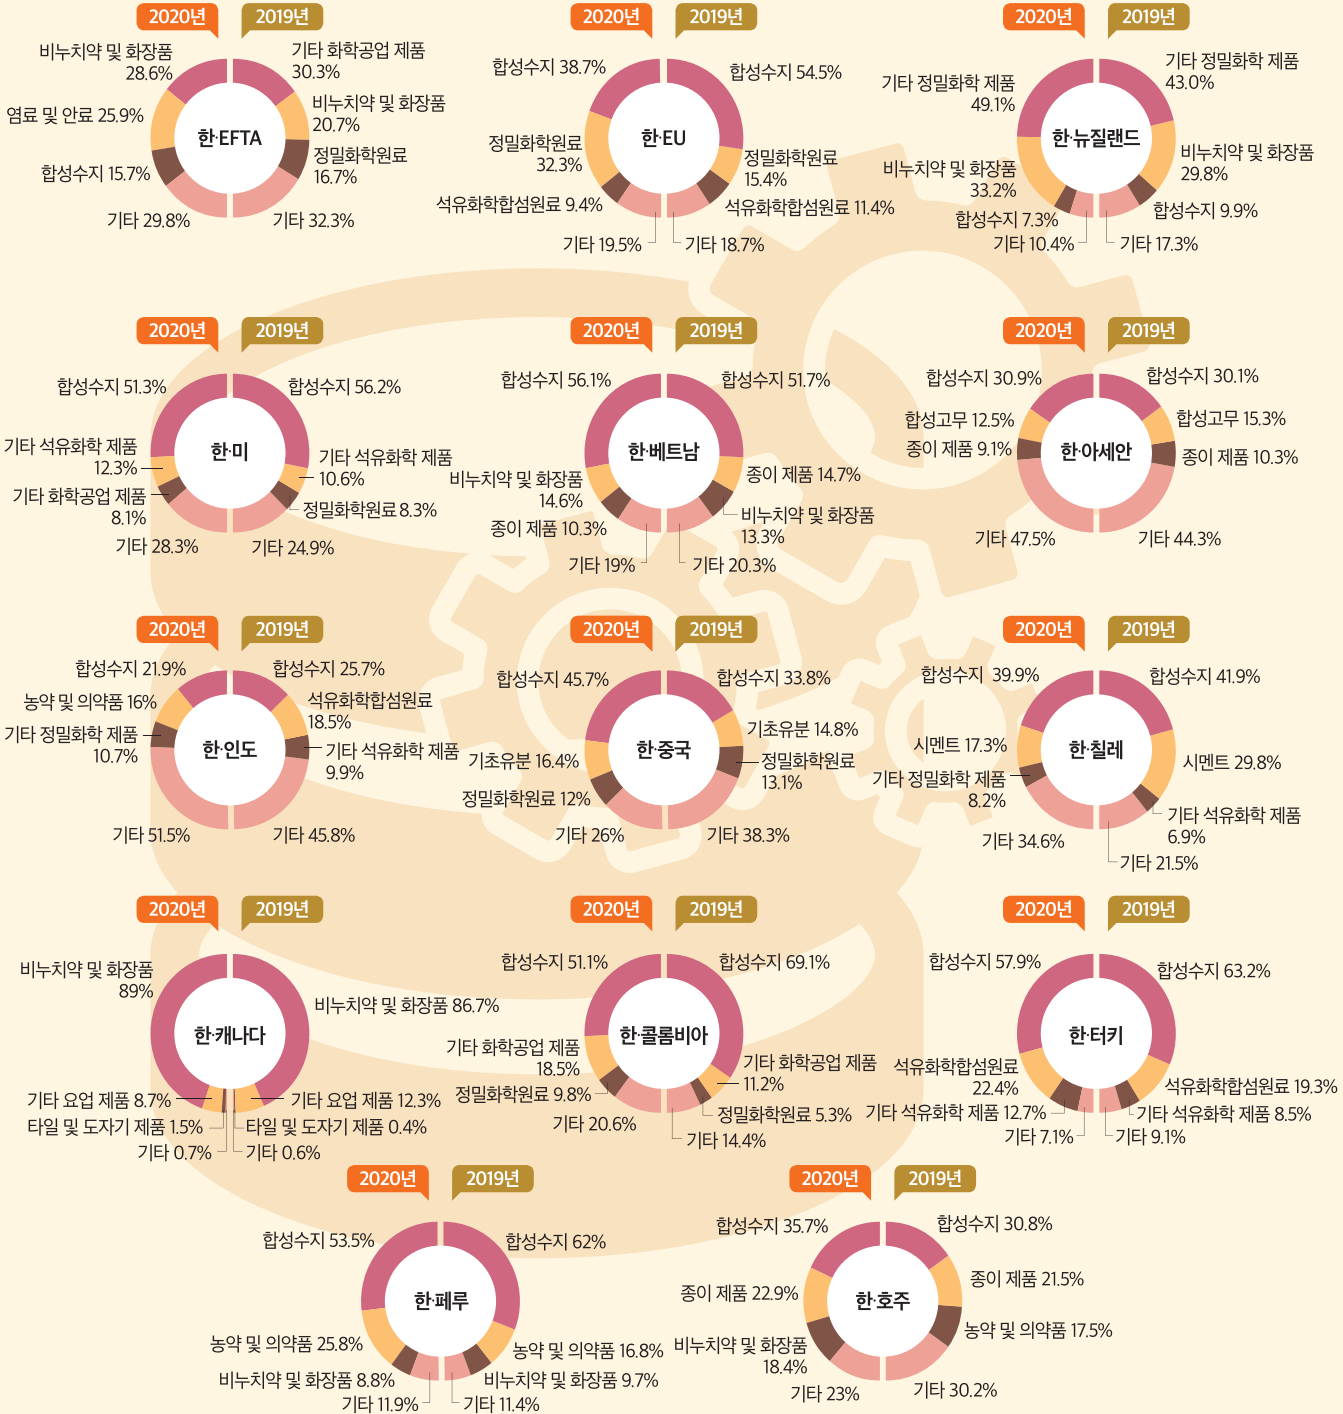 2020년 2019년
비누치약 및 화장품
28.6%
염료 및 안료 25.9%
합성수지 15.7%
기타 29.8%
한·EFTA
기타 화학공업 제품
30.3%
비누치약 및 화장품
20.7%
정밀화학원료
16.7%
기타 32.3%
2020년 2019년
합성수지 38.7%
정밀화학원료
32.3%
석유화학합섬원료 9.4%
기타 19.5%
한·EU
합성수지 54.5%
정밀화학원료
15.4%
석유화학합섬원료 11.4%
기타 18.7%
2020년 2019년
기타 정밀화학 제품
49.1%
비누치약 및 화장품
33.2%
합성수지 7.3%
기타 10.4%
한·뉴질랜드
기타 정밀화학 제품
43.0%
비누치약 및 화장품
29.8%
합성수지 9.9%
기타 17.3%
2020년 2019년
합성수지 51.3%
기타 석유화학 제품
12.3%
기타 화학공업 제품
8.1%
기타 28.3%
한·미
합성수지 56.2%
기타 석유화학 제품
10.6%
정밀화학원료 8.3%
기타 24.9%
2020년 2019년
합성수지 56.1%
비누치약 및 화장품
14.6%
종이 제품 10.3%
기타 19%
한·베트남
합성수지 51.7%
종이 제품 14.7%
비누치약 및 화장품
13.3%
기타 20.3%
2020년 2019년
합성수지 30.9%
합성고무 12.5%
종이 제품 9.1%
기타 47.5%
한·아세안
합성수지 30.1%
합성고무 15.3%
종이 제품 10.3%
기타 44.3%
2020년 2019년
합성수지 21.9%
농약 및 의약품 16%
기타 정밀화학 제품
10.7%
기타 51.5%
한·인도
합성수지 25.7%
석유화학합섬원료
18.5%
기타 석유화학 제품
9.9%
기타 45.8%
2020년 2019년
합성수지 45.7%
기초유분 16.4%
정밀화학원료 12%
기타 26%
한·중국
합성수지 33.8%
기초유분 14.8%
정밀화학원료
13.1%
기타 38.3%
2020년 2019년
합성수지 39.9%
시멘트 17.3%
기타 정밀화학 제품
8.2%
기타 34.6%
한·칠레
합성수지 41.9%
시멘트 29.8%
기타 석유화학 제품
6.9%
기타 21.5%
2020년 2019년
비누치약 및 화장품
89%
기타 요업 제품 8.7%
타일 및 도자기 제품 1.5%
기타 0.7%
한·캐나다
비누치약 및 화장품 86.7%
기타 요업 제품 12.3%
타일 및 도자기 제품 0.4%
기타 0.6%
2020년 2019년
합성수지 51.1%
기타 화학공업 제품
18.5%
정밀화학원료 9.8%
기타 20.6%
한·콜롬비아
합성수지 69.1%
기타 화학공업 제품
11.2%
정밀화학원료 5.3%
기타 14.4%
2020년 2019년
합성수지 57.9%
석유화학합섬원료
22.4%
기타 석유화학 제품 12.7%
기타 7.1%
한·터키
합성수지 63.2%
석유화학합섬원료 19.3%
기타 석유화학 제품 8.5%
기타 9.1%
2020년 2019년
합성수지 53.5%
농약 및 의약품 25.8%
비누치약 및 화장품 8.8%
기타 11.9%
한·페루
합성수지 62%
농약 및 의약품 16.8%
비누치약 및 화장품 9.7%
기타 11.4%
2020년 2019년
합성수지 35.7%
종이 제품 22.9%
비누치약 및 화장품
18.4%
기타 23%
한·호주
합성수지 30.8%
종이 제품 21.5%
농약 및 의약품 17.5%
기타 30.2%